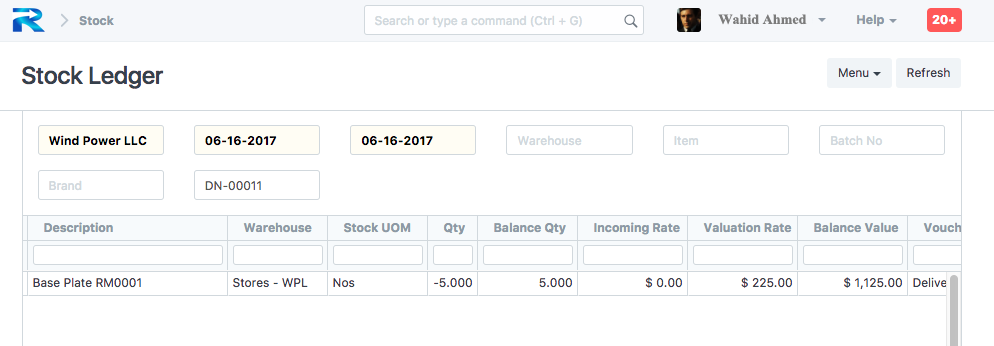 Stock Search or type a command (Ctrl + G) Wahid Ahmed Help 20+
Stock Ledger Menu Refresh
Wind Power LLC 06-16-2017 06-16-2017 Warehouse Item Batch No
Brand DN-00011
Description Warehouse Stock UOM Qty Balance Qty Incoming Rate Valuation Rate Balance Value Vouch
Base Plate RM0001 Stores - WPL Nos -5.000 5.000 $ 0.00 $ 225.00 $ 1,125.00 Delive